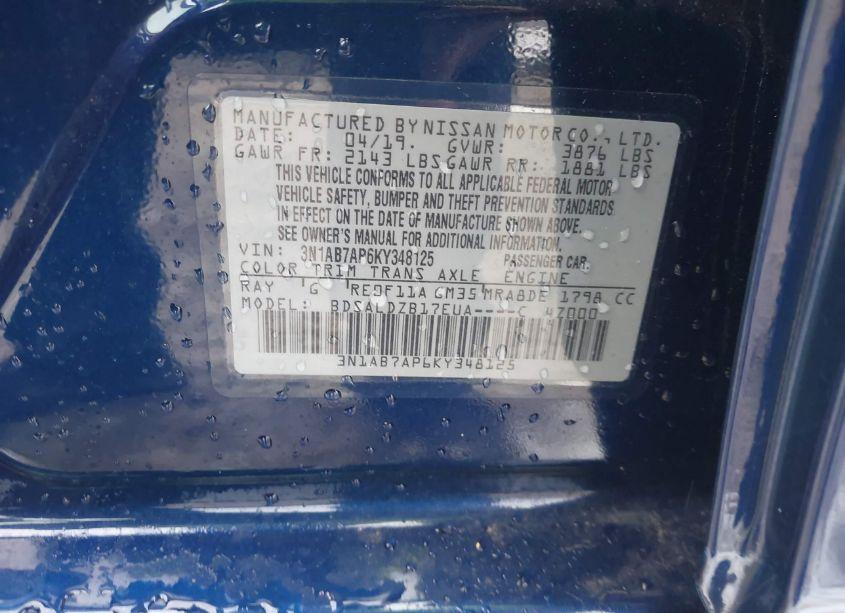 MANUFACTURED BY NISSAN MOTOR CO., LTD.
DATE: 04/19. GVWR: 3876 LBS
GAWR FR: 2143 LBS GAWR RR: 1881 LBS
THIS VEHICLE CONFORMS TO ALL APPLICABLE FEDERAL MOTOR
VEHICLE SAFETY, BUMPER AND THEFT PREVENTION STANDARDS
IN EFFECT ON THE DATE OF MANUFACTURE SHOWN ABOVE.
SEE OWNER'S MANUAL FOR ADDITIONAL INFORMATION.
VIN: 3N1AB7AP6KY348125 PASSENGER CAR.
COLOR TRIM TRANS AXLE ENGINE
RAY G RE0F11A GM35 MRA8DE 1798 CC
MODEL: BDSALDZB17EUA----C 4Z000
3N1AB7AP6KY348125